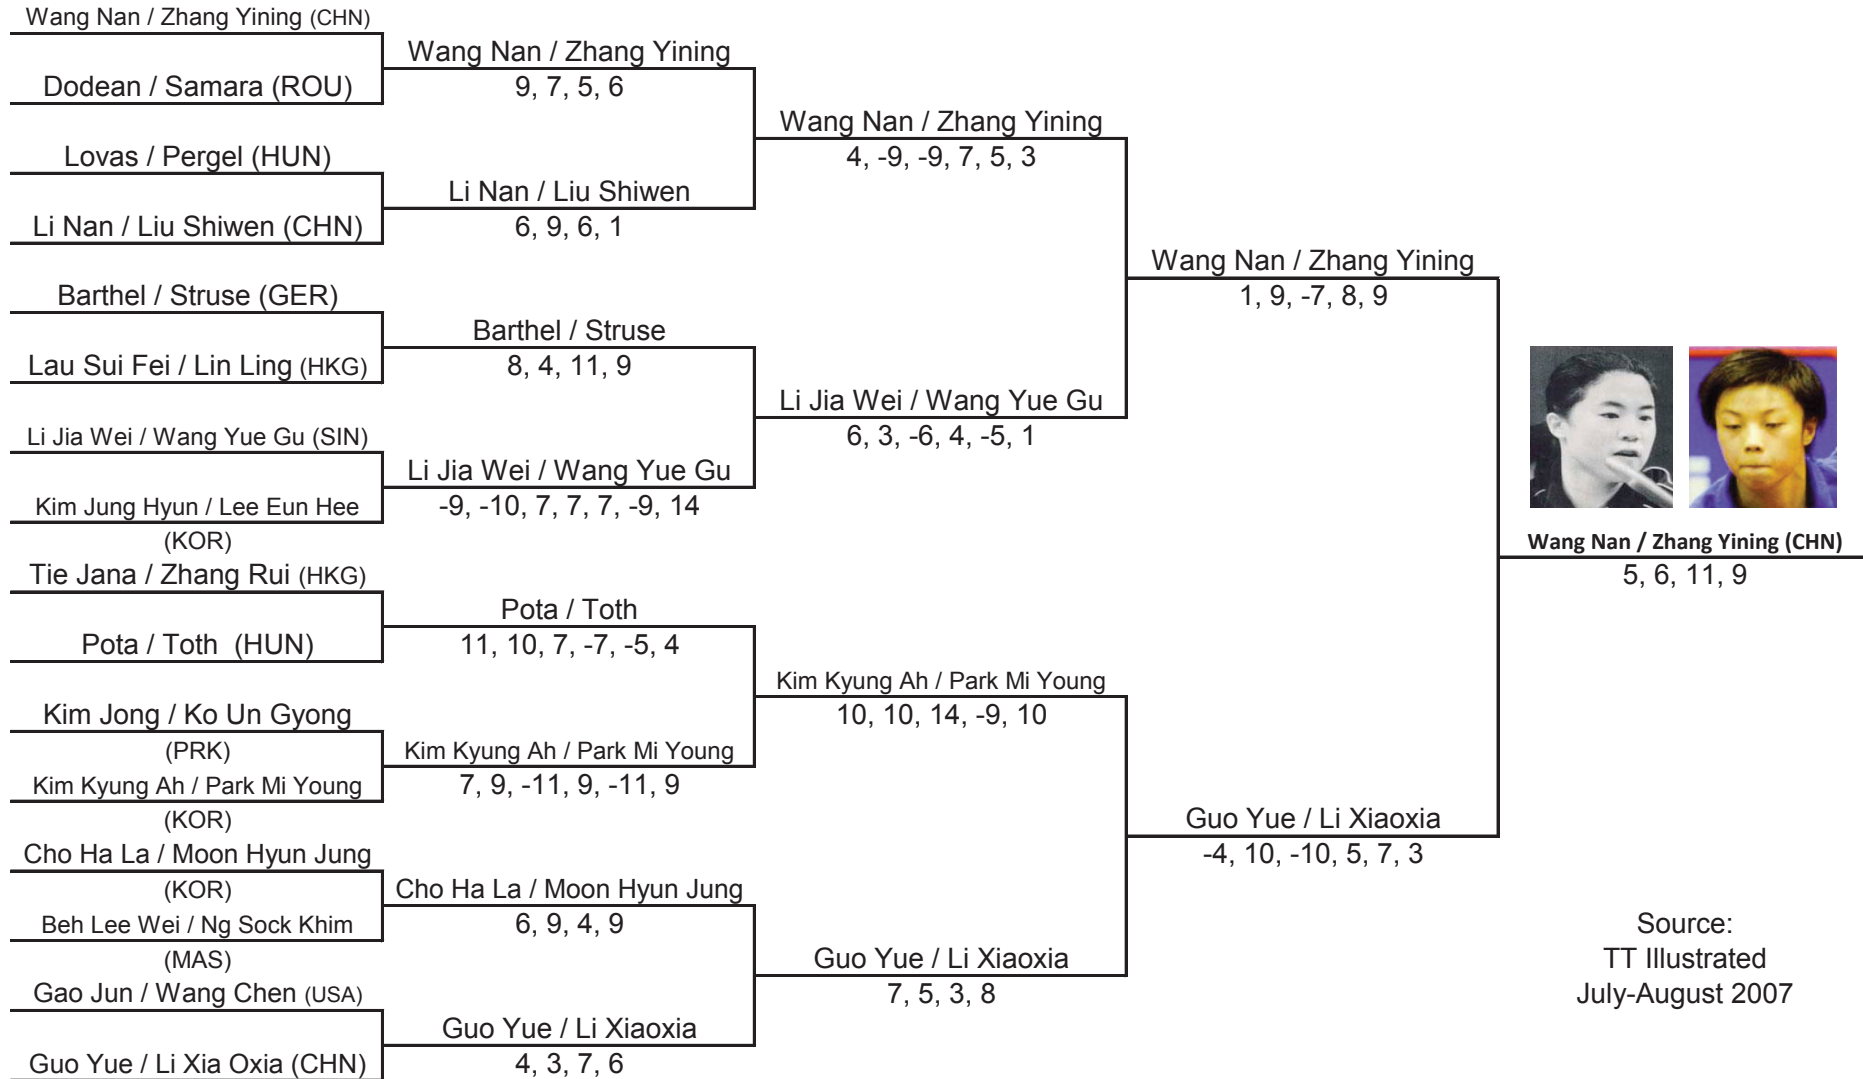 Wang Nan / Zhang Yining (CHN)
Dodean / Samara (ROU)
Lovas / Pergel (HUN)
Li Nan / Liu Shiwen (CHN)
Barthel / Struse (GER)
Lau Sui Fei / Lin Ling (HKG)
Li Jia Wei / Wang Yue Gu (SIN)
Kim Jung Hyun / Lee Eun Hee
(KOR)
Tie Jana / Zhang Rui (HKG)
Pota / Toth (HUN)
Kim Jong / Ko Un Gyong
(PRK)
Kim Kyung Ah / Park Mi Young
(KOR)
Cho Ha La / Moon Hyun Jung
(KOR)
Beh Lee Wei / Ng Sock Khim
(MAS)
Gao Jun / Wang Chen (USA)
Guo Yue / Li Xia Oxia (CHN)
Wang Nan / Zhang Yining
9, 7, 5, 6
Li Nan / Liu Shiwen
6, 9, 6, 1
Barthel / Struse
8, 4, 11, 9
Li Jia Wei / Wang Yue Gu
-9, -10, 7, 7, 7, -9, 14
Pota / Toth
11, 10, 7, -7, -5, 4
Kim Kyung Ah / Park Mi Young
7, 9, -11, 9, -11, 9
Cho Ha La / Moon Hyun Jung
6, 9, 4, 9
Guo Yue / Li Xiaoxia
4, 3, 7, 6
Wang Nan / Zhang Yining
4, -9, -9, 7, 5, 3
Li Jia Wei / Wang Yue Gu
6, 3, -6, 4, -5, 1
Kim Kyung Ah / Park Mi Young
10, 10, 14, -9, 10
Guo Yue / Li Xiaoxia
7, 5, 3, 8
Wang Nan / Zhang Yining
1, 9, -7, 8, 9
Guo Yue / Li Xiaoxia
-4, 10, -10, 5, 7, 3
Wang Nan / Zhang Yining (CHN)
5, 6, 11, 9
Source:
TT Illustrated
July-August 2007